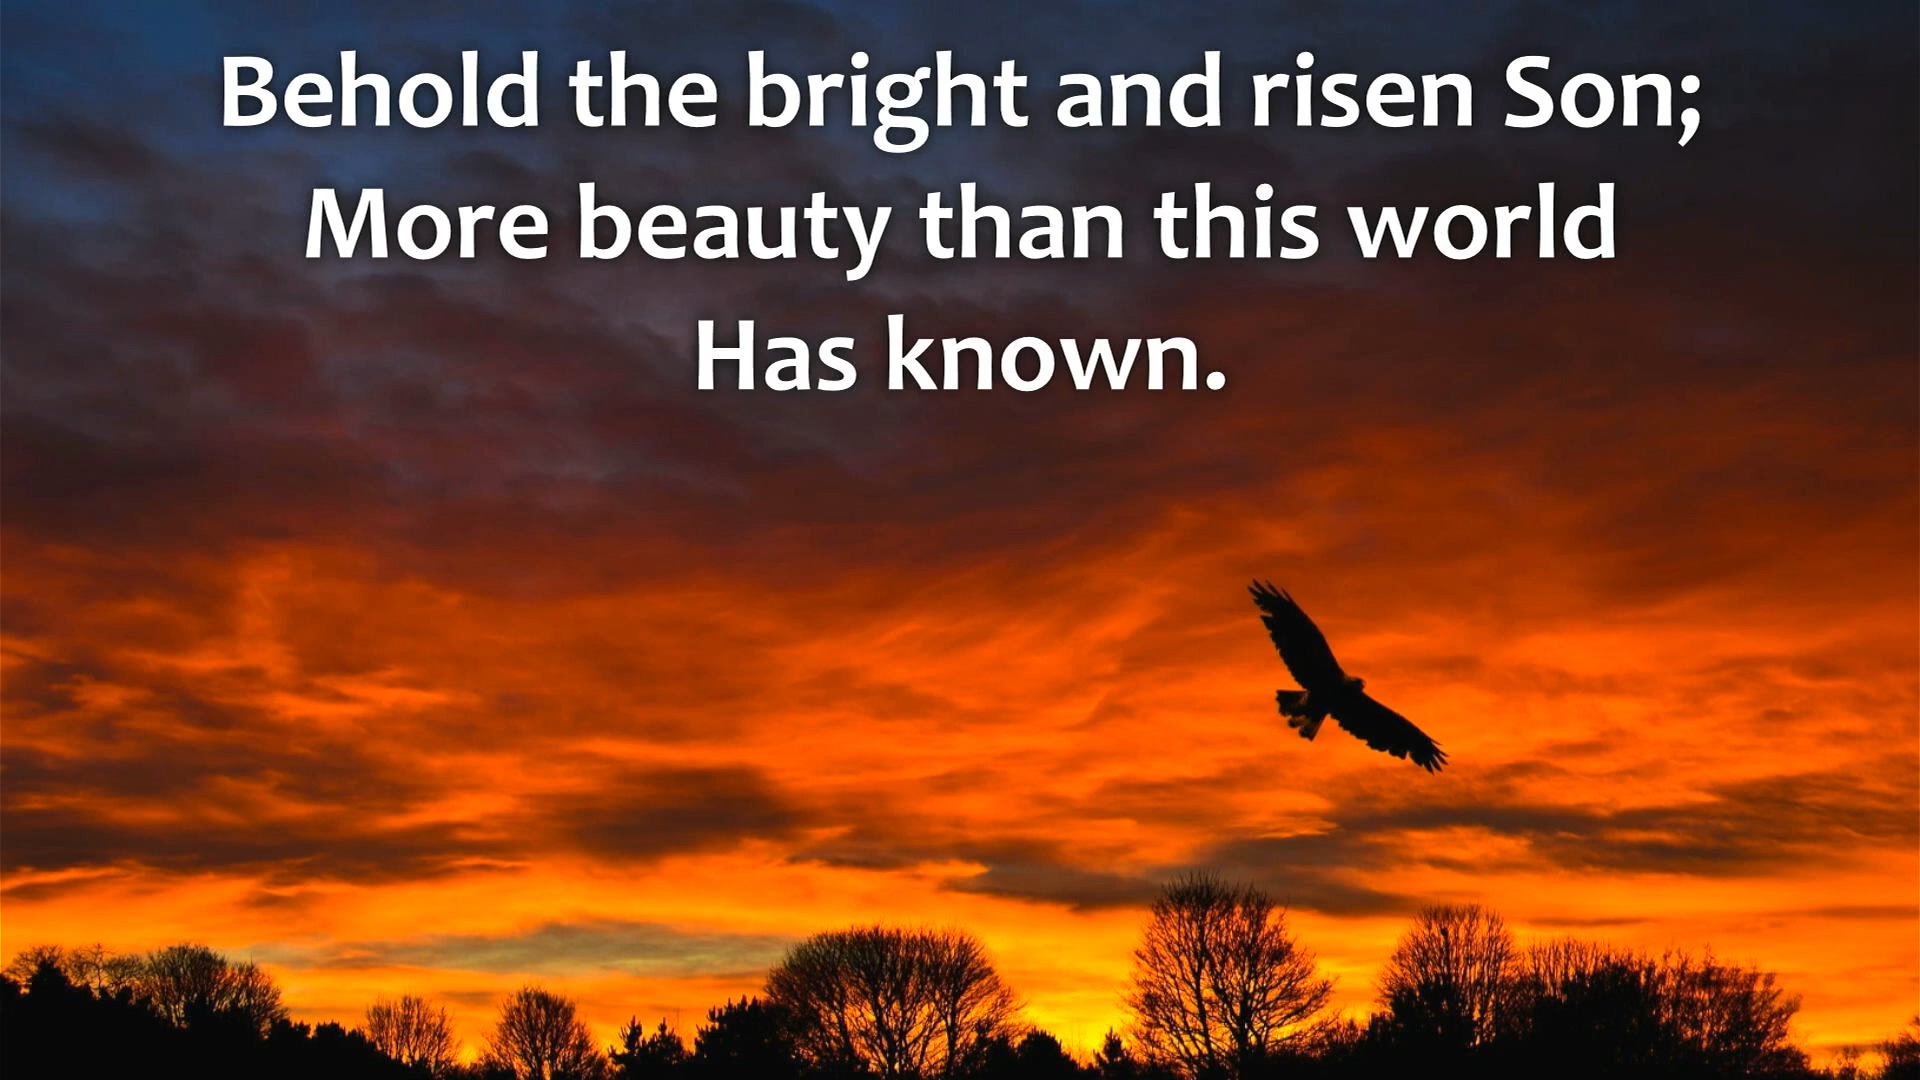 Behold the bright and risen Son;
More beauty than this world
Has known.